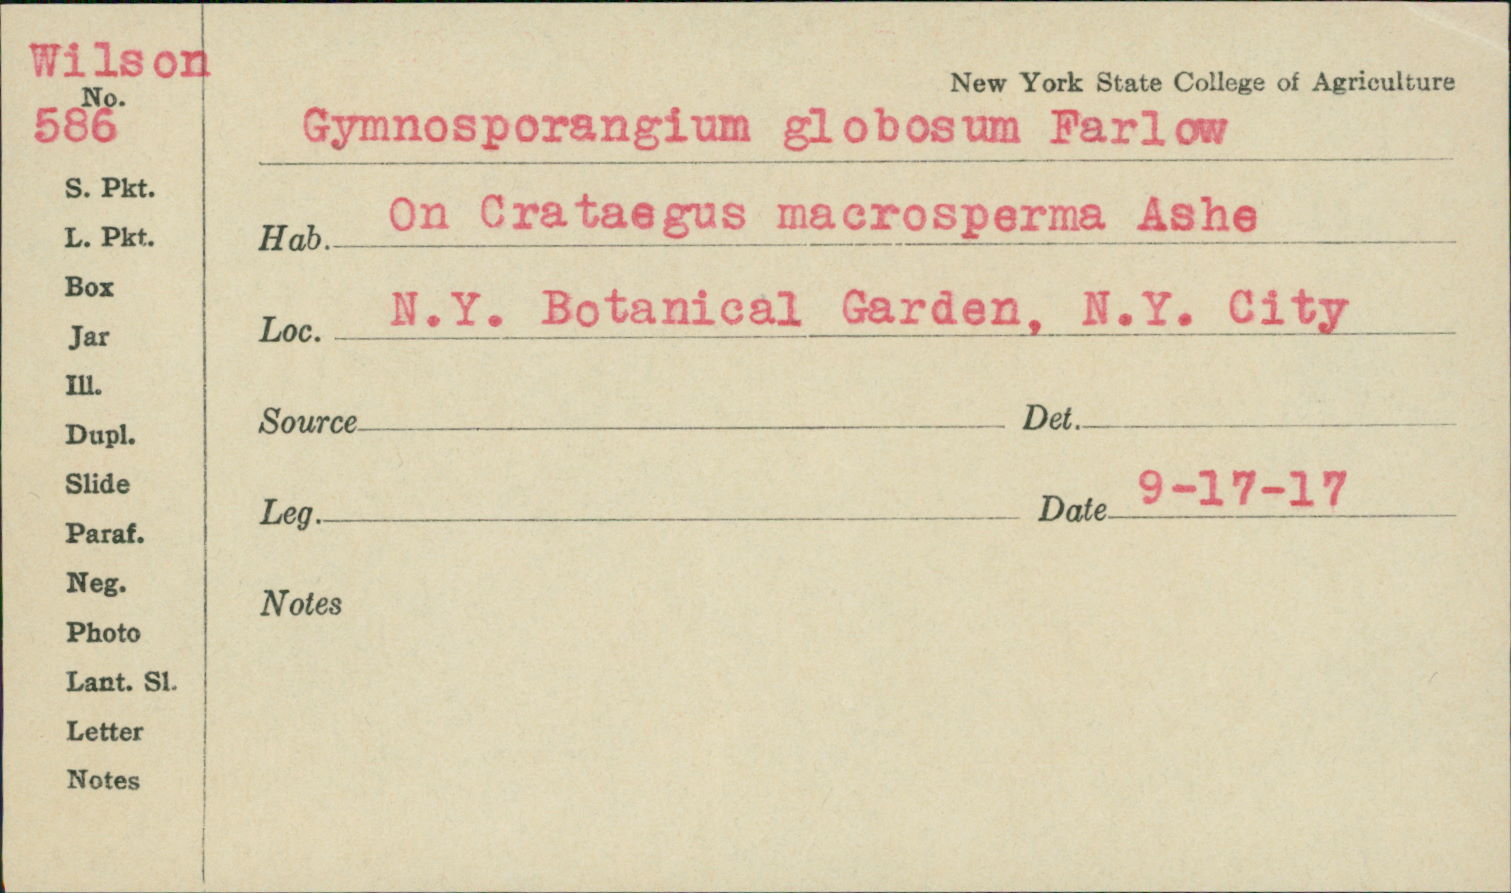 Wilson
No.
586
S. Pkt.
L. Pkt.
Box
Jar
Ill.
Dupl.
Slide
Paraf.
Neg.
Photo
Lant. Sl.
Letter
Notes
New York State College of Agriculture
Gymnosporangium globosum Farlow
Hab. On Crataegus macrosperma Ashe
Loc. N.Y. Botanical Garden, N.Y. City
Source Det.
Leg. Date 9-17-17
Notes